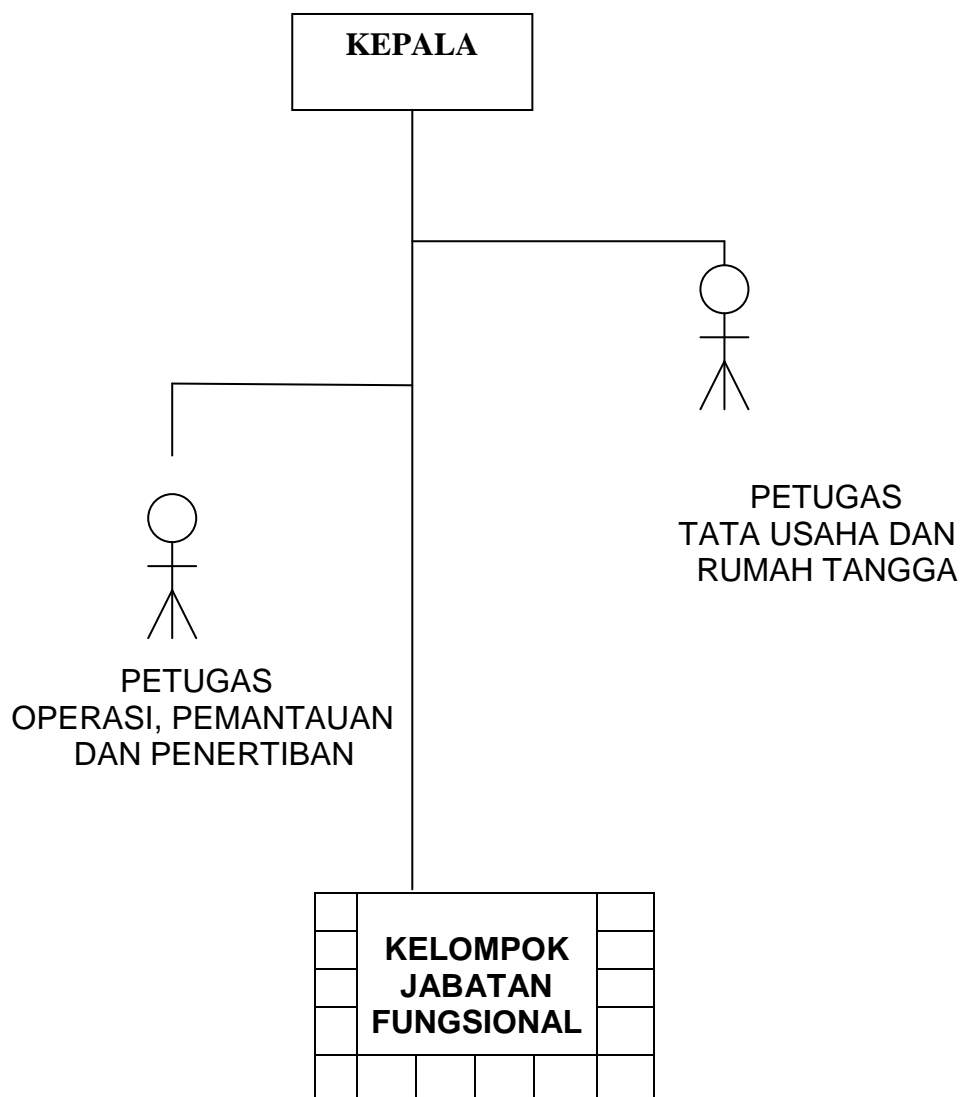 KEPALA
PETUGAS
TATA USAHA DAN
RUMAH TANGGA
PETUGAS
OPERASI, PEMANTAUAN
DAN PENERTIBAN
KELOMPOK
JABATAN
FUNGSIONAL